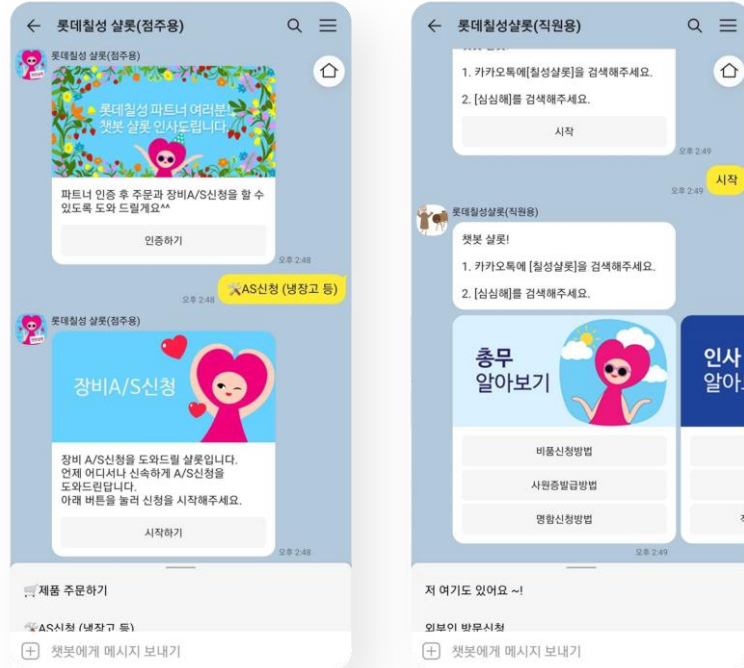 롯데칠성 샬롯(점주용)
롯데칠성 샬롯(점주용)
롯데칠성 파트너 여러분!
챗봇 샬롯 인사드립니다.
파트너 인증 후 주문과 장비A/S신청을 할 수
있도록 도와 드릴게요^^
인증하기
오후 2:48
🛠AS신청 (냉장고 등)
오후 2:48
롯데칠성 샬롯(점주용)
장비A/S신청
장비 A/S신청을 도와드릴 샬롯입니다.
언제 어디서나 신속하게 A/S신청을
도와드린답니다.
아래 버튼을 눌러 신청을 시작해주세요.
시작하기
오후 2:48
🛒제품 주문하기
🛠AS신청 (냉장고 등)
챗봇에게 메시지 보내기
롯데칠성샬롯(직원용)
1. 카카오톡에[칠성샬롯]을 검색해주세요.
2. [심심해]를 검색해주세요.
시작
오후 2:49
시작
오후 2:49
롯데칠성샬롯(직원용)
챗봇 샬롯!
1. 카카오톡에 [칠성샬롯]을 검색해주세요.
2. [심심해]를 검색해주세요.
총무
알아보기
비품신청방법
사원증발급방법
명함신청방법
인사
알아
오후 2:49
저 여기도 있어요 ~!
외부인 방문신청
챗봇에게 메시지 보내기